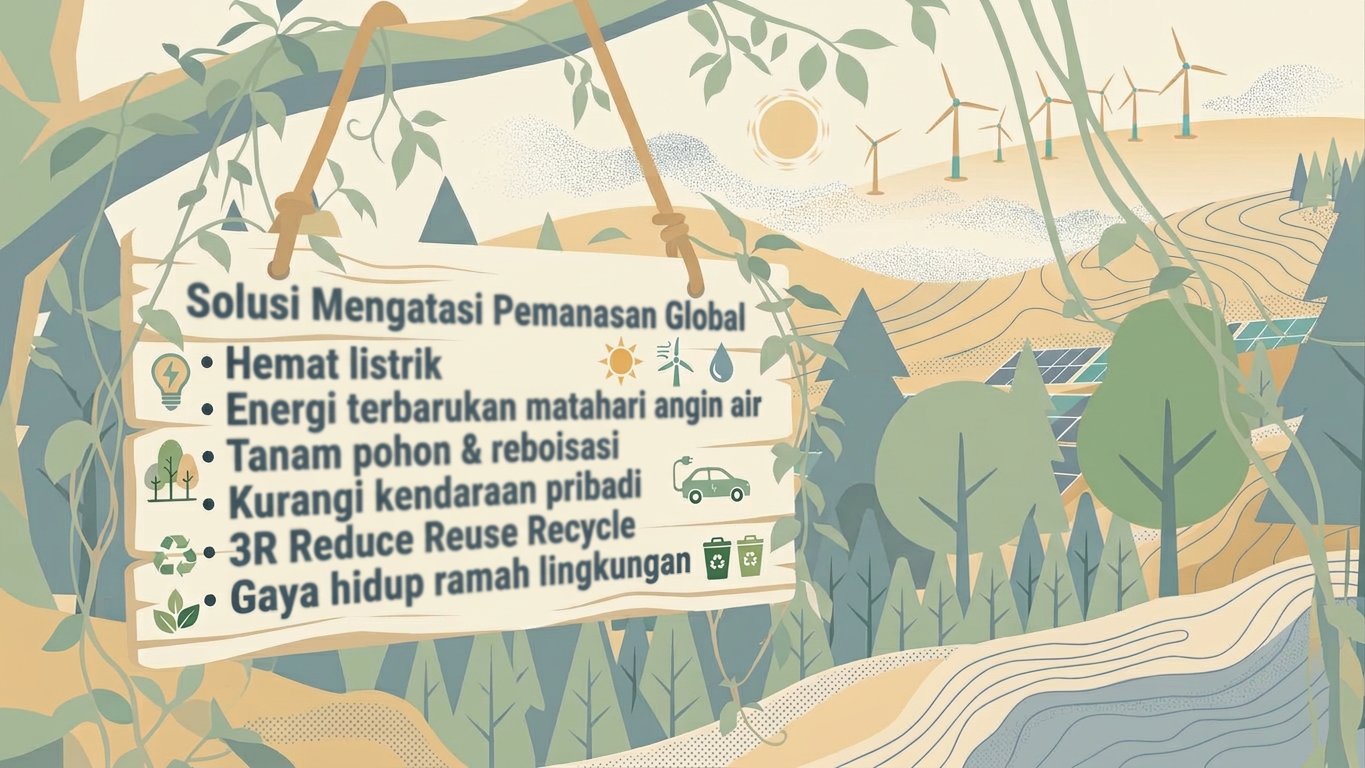 Solusi Mengatasi Pemanasan Global
• Hemat listrik
• Energi terbarukan matahari angin air
• Tanam pohon & reboisasi
• Kurangi kendaraan pribadi
• 3R Reduce Reuse Recycle
• Gaya hidup ramah lingkungan